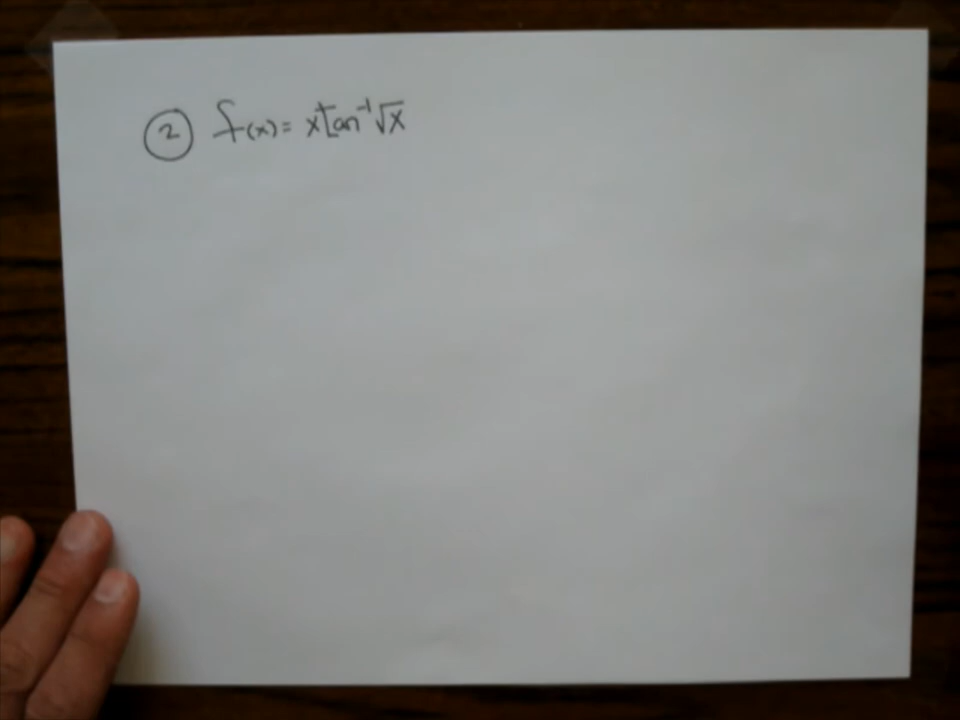 ② f(x) = x tan⁻¹ √x